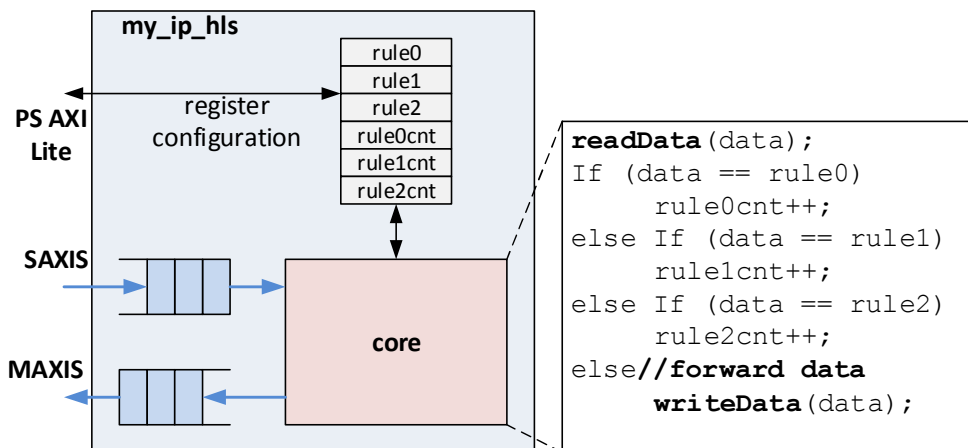 my_ip_hls
rule0
rule1
rule2
rule0cnt
rule1cnt
rule2cnt
register
configuration
PS AXI
Lite
SAXIS
MAXIS
core
readData(data);
If (data == rule0)
rule0cnt++;
else If (data == rule1)
rule1cnt++;
else If (data == rule2)
rule2cnt++;
else//forward data
writeData(data);